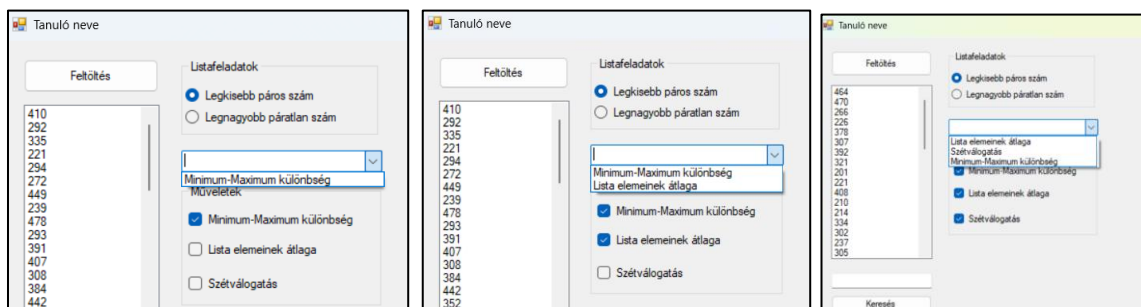 Tanuló neve
Feltöltés
Listafeladatok
Legkisebb páros szám
Legnagyobb páratlan szám
410
292
335
221
294
272
449
239
478
293
391
407
308
384
442
Minimum-Maximum különbség
Műveletek
Minimum-Maximum különbség
Lista elemeinek átlaga
Szétválogatás
Tanuló neve
Feltöltés
Listafeladatok
Legkisebb páros szám
Legnagyobb páratlan szám
410
292
335
221
294
272
449
239
478
293
391
407
308
384
442
352
Minimum-Maximum különbség
Lista elemeinek átlaga
Minimum-Maximum különbség
Lista elemeinek átlaga
Szétválogatás
Tanuló neve
Feltöltés
Listafeladatok
Legkisebb páros szám
Legnagyobb páratlan szám
464
470
266
226
378
307
392
321
201
221
408
210
214
334
302
237
305
Lista elemeinek átlaga
Szétválogatás
Minimum-Maximum különbség
Minimum-Maximum különbség
Lista elemeinek átlaga
Szétválogatás
Keresés